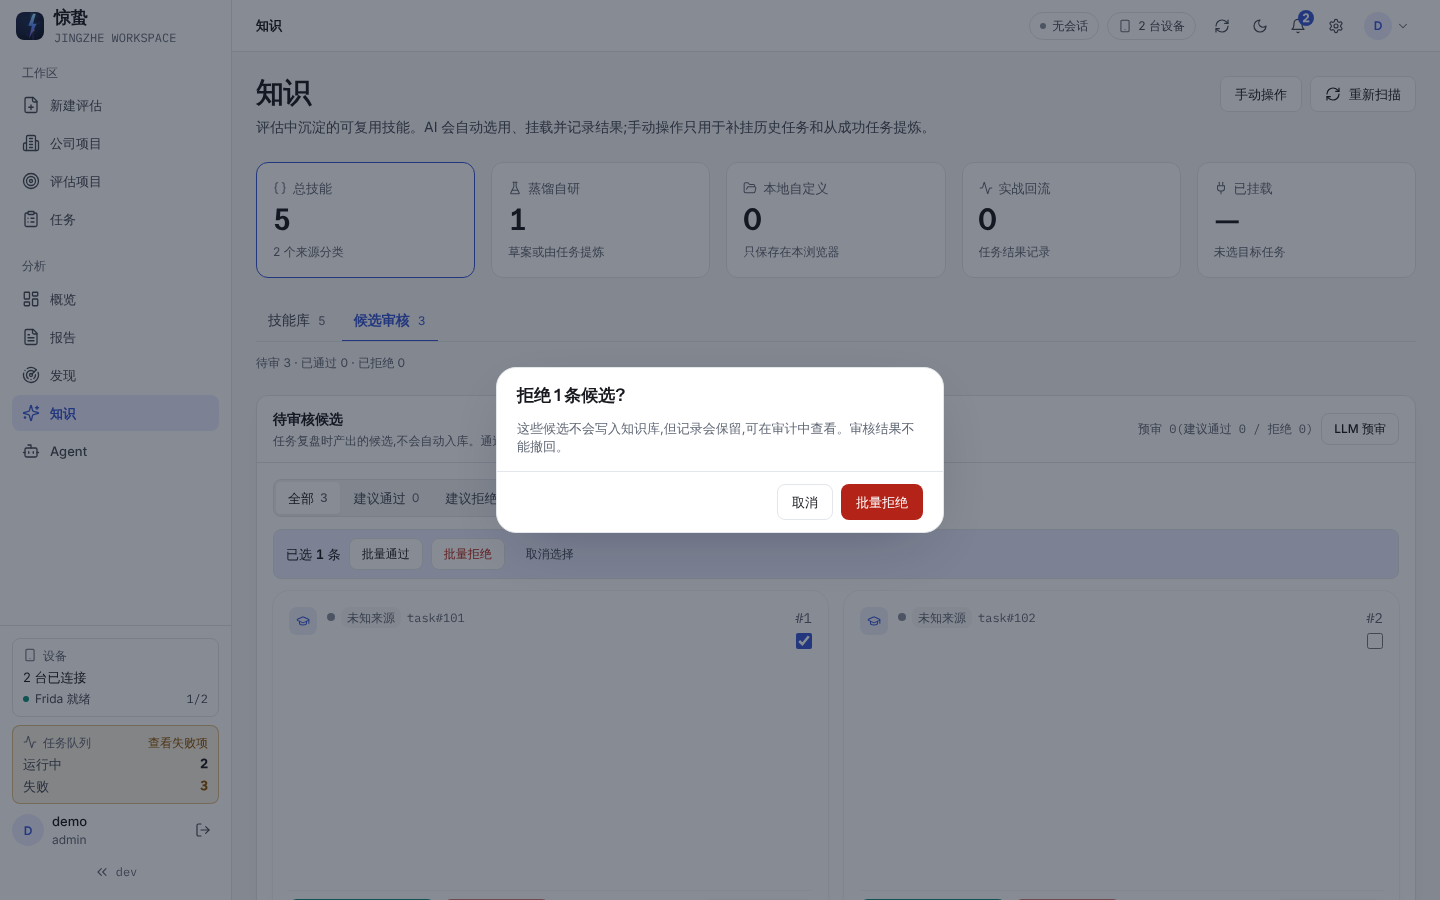 惊蛰
JINGZHE WORKSPACE
工作区
新建评估
公司项目
评估项目
任务
分析
概览
报告
发现
知识
Agent
设备
2 台已连接
Frida 就绪 1/2
任务队列 查看失败项
运行中 2
失败 3
D demo
admin
dev
知识
无会话
2 台设备
2
D
知识
手动操作
重新扫描
评估中沉淀的可复用技能。AI 会自动选用、挂载并记录结果;手动操作只用于补挂历史任务和从成功任务提炼。
总技能
5
2 个来源分类
蒸馏自研
1
草案或由任务提炼
本地自定义
0
只保存在本浏览器
实战回流
0
任务结果记录
已挂载
—
未选目标任务
技能库 5
候选审核 3
待审 3 · 已通过 0 · 已拒绝 0
待审核候选
任务复盘时产出的候选,不会自动入库。
预审 0(建议通过 0 / 拒绝 0)
LLM 预审
全部 3
建议通过 0
建议拒绝
拒绝 1 条候选?
这些候选不会写入知识库,但记录会保留,可在审计中查看。审核结果不
能撤回。
取消
批量拒绝
已选 1 条
批量通过
批量拒绝
取消选择
未知来源 task#101 #1
未知来源 task#102 #2